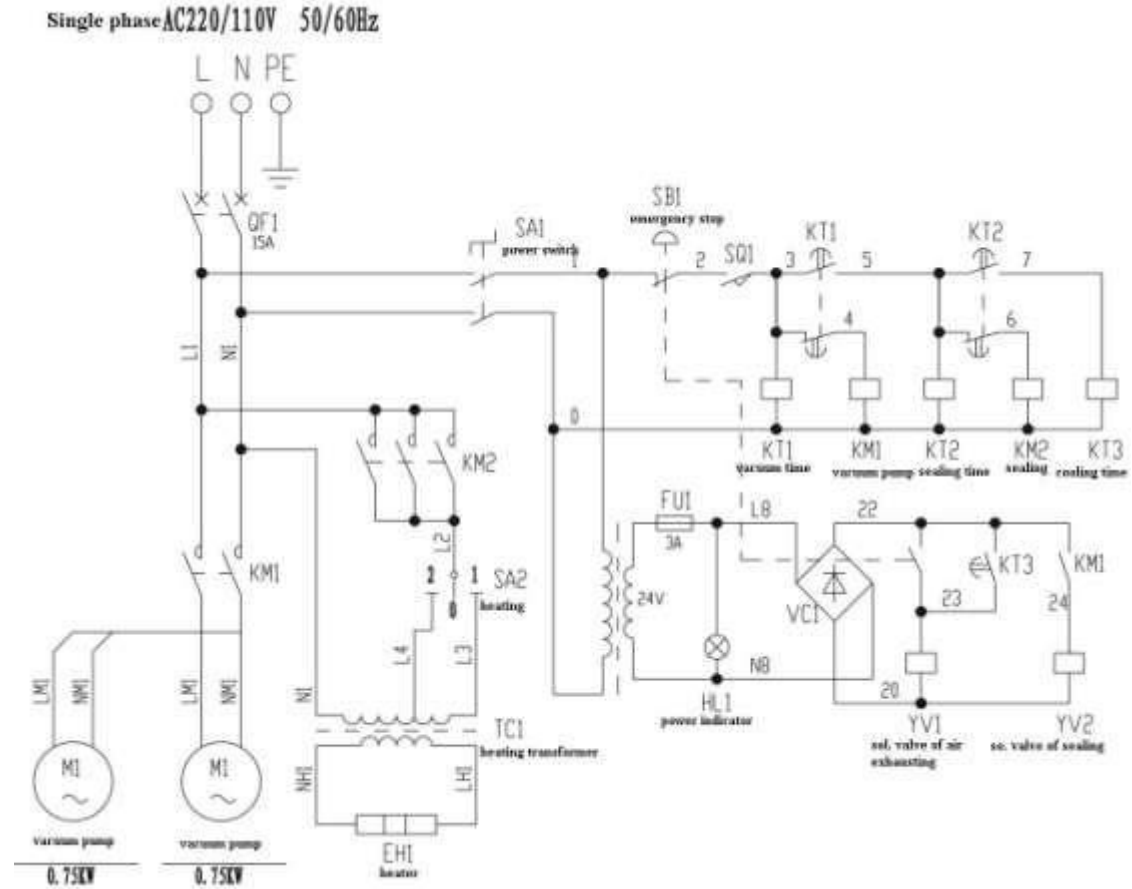 Single phase AC220/110V 50/60Hz
L N PE
QF1
15A
SA1
power switch
1
SB1
emergency stop
2
SQ1
3
KT1
5
KT2
7
4
6
L1
N1
0
KT1
vacuum time
KM1
vacuum pump
KT2
sealing time
KM2
sealing
KT3
cooling time
KM2
L2
2
1
0
SA2
heating
KM1
FU1
3A
L8
22
24V
VC1
KT3
KM1
23
24
L4
L3
N8
20
HL1
power indicator
YV1
sol. valve of air
exhausting
YV2
so. valve of sealing
LM1
NM1
LM1
NM1
N1
TC1
heating transformer
NH1
LH1
M1
M1
EH1
heater
vacuum pump
0.75KW
vacuum pump
0.75KW